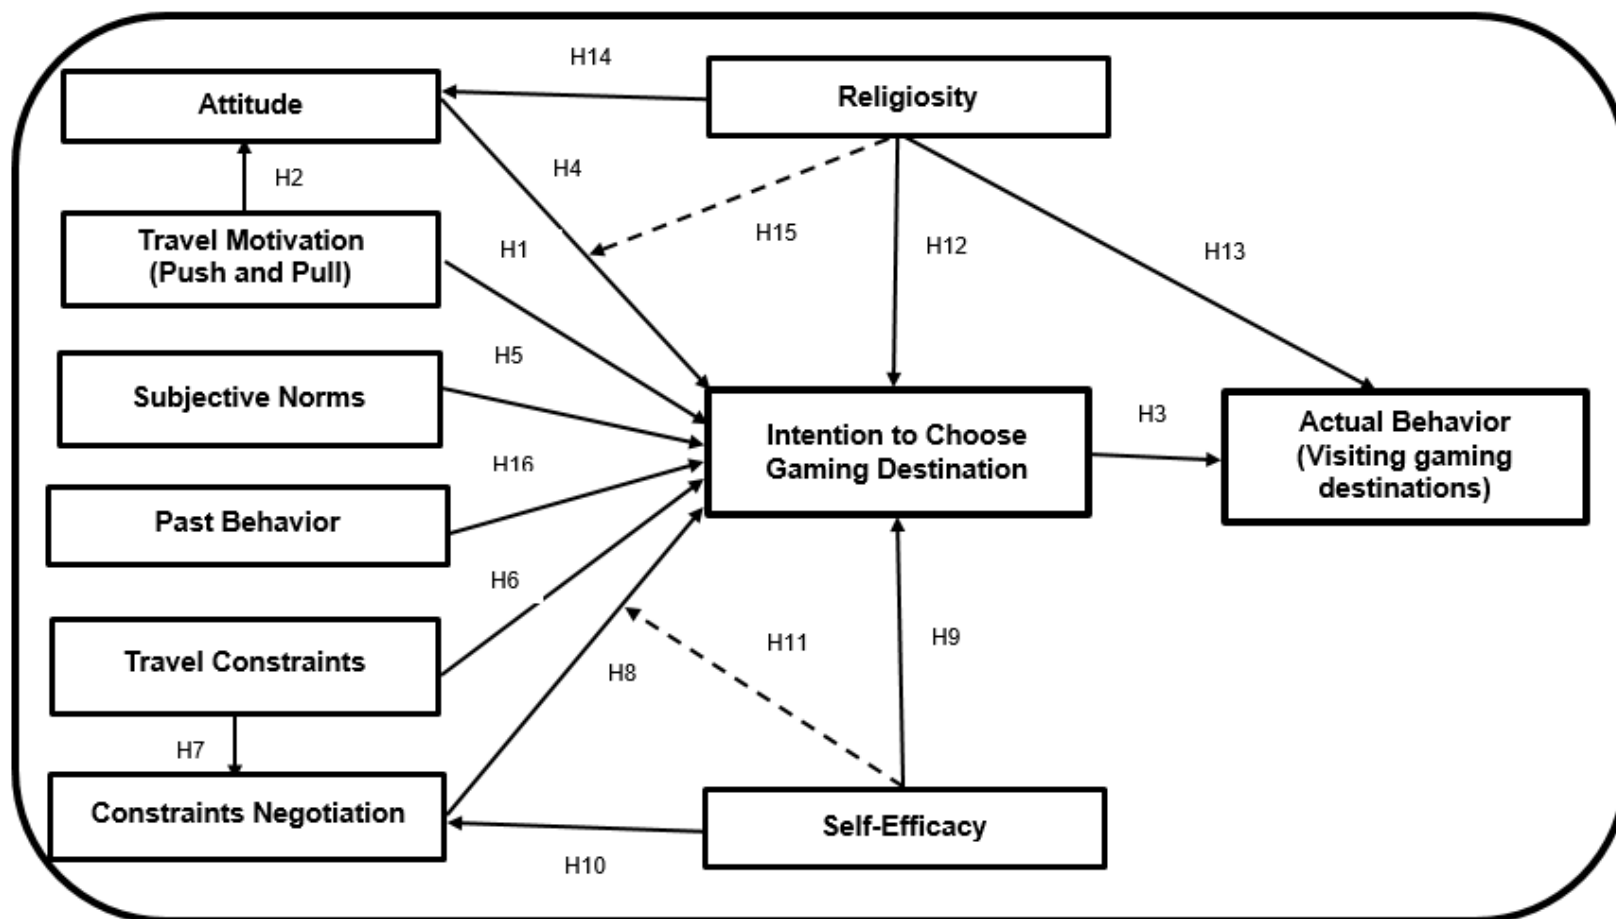 H14
Attitude
Religiosity
H2
H4
Travel Motivation
(Push and Pull)
H1
H15
H12
H13
H5
Subjective Norms
Intention to Choose
Gaming Destination
H3
Actual Behavior
(Visiting gaming
destinations)
H16
Past Behavior
H6
Travel Constraints
H8
H11
H9
H7
Constraints Negotiation
Self-Efficacy
H10